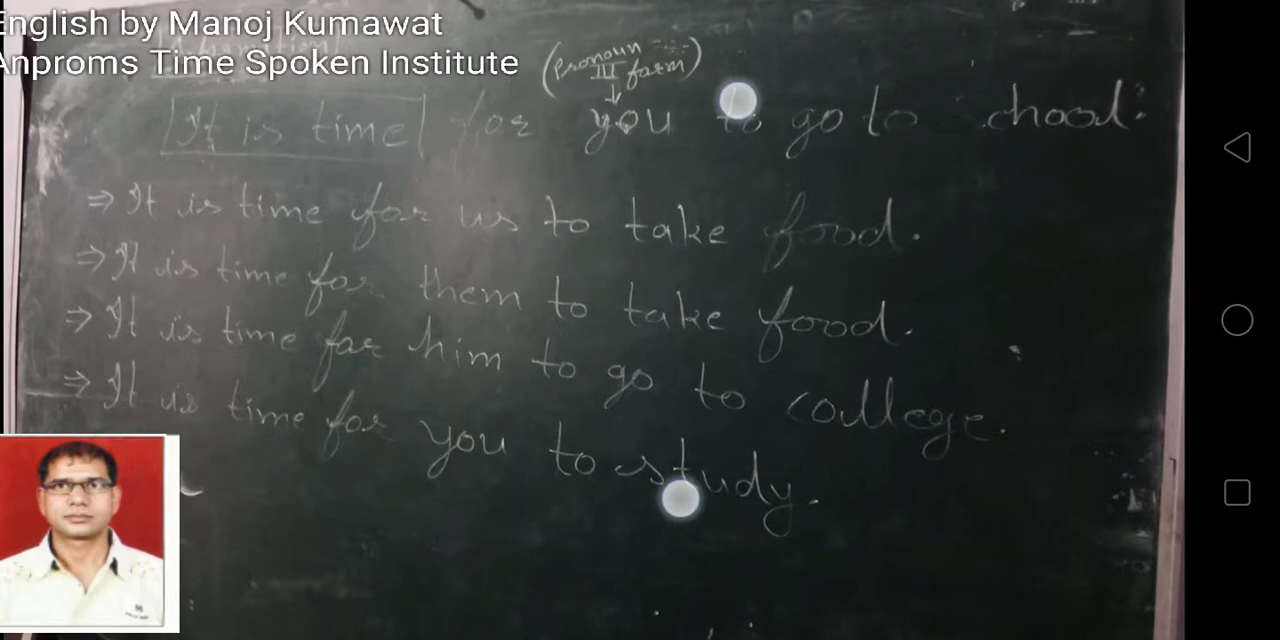 English by Manoj Kumawat
Anproms Time Spoken Institute
(Pronoun
III form)
It is time for you to go to school.
⇒ It is time for us to take food.
⇒ It is time for them to take food.
⇒ It is time for him to go to college.
⇒ It is time for you to study.